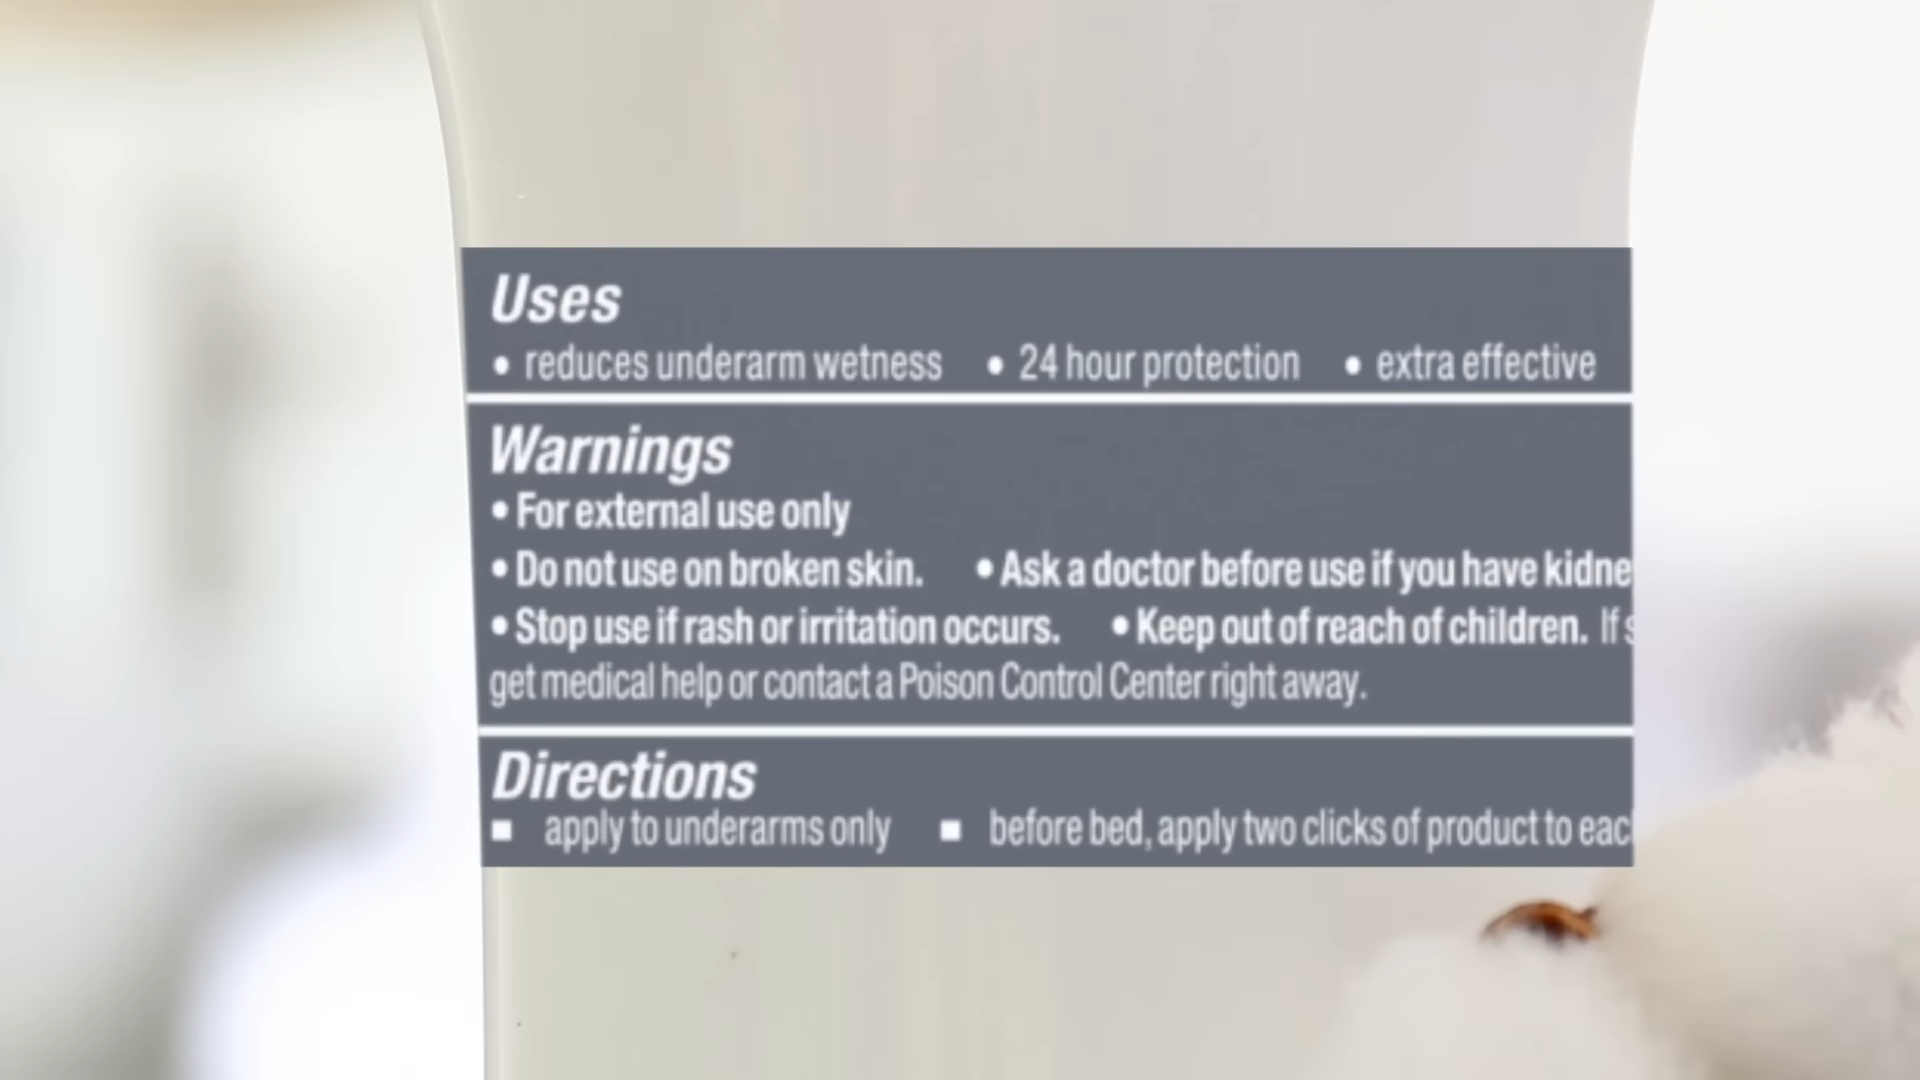 Uses
• reduces underarm wetness • 24 hour protection • extra effective
Warnings
• For external use only
• Do not use on broken skin. • Ask a doctor before use if you have kidne
• Stop use if rash or irritation occurs. • Keep out of reach of children. If s
get medical help or contact a Poison Control Center right away.
Directions
▪ apply to underarms only ▪ before bed, apply two clicks of product to eac